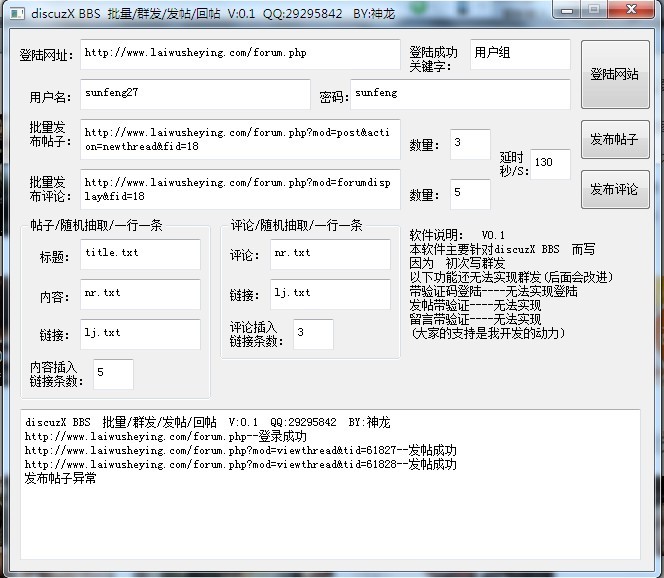 discuzX BBS 批量/群发/发帖/回帖 V:0.1 QQ:29295842 BY:神龙
登陆网址:
http://www.laiwusheying.com/forum.php
登陆成功
关键字:
用户组
登陆网站
用户名:
sunfeng27
密码:
sunfeng
批量发
布帖子:
http://www.laiwusheying.com/forum.php?mod=post&acti
on=newthread&fid=18
数量:
3
延时
秒/S:
130
发布帖子
批量发
布评论:
http://www.laiwusheying.com/forum.php?mod=forumdisp
lay&fid=18
数量:
5
发布评论
帖子/随机抽取/一行一条
标题:
title.txt
内容:
nr.txt
链接:
lj.txt
内容插入
链接条数:
5
评论/随机抽取/一行一条
评论:
nr.txt
链接:
lj.txt
评论插入
链接条数:
3
软件说明: V0.1
本软件主要针对discuzX BBS 而写
因为 初次写群发
以下功能还无法实现群发(后面会改进)
带验证码登陆----无法实现登陆
发帖带验证----无法实现
留言带验证----无法实现
(大家的支持是我开发的动力)
discuzX BBS 批量/群发/发帖/回帖 V:0.1 QQ:29295842 BY:神龙
http://www.laiwusheying.com/forum.php--登录成功
http://www.laiwusheying.com/forum.php?mod=viewthread&tid=61827--发帖成功
http://www.laiwusheying.com/forum.php?mod=viewthread&tid=61828--发帖成功
发布帖子异常